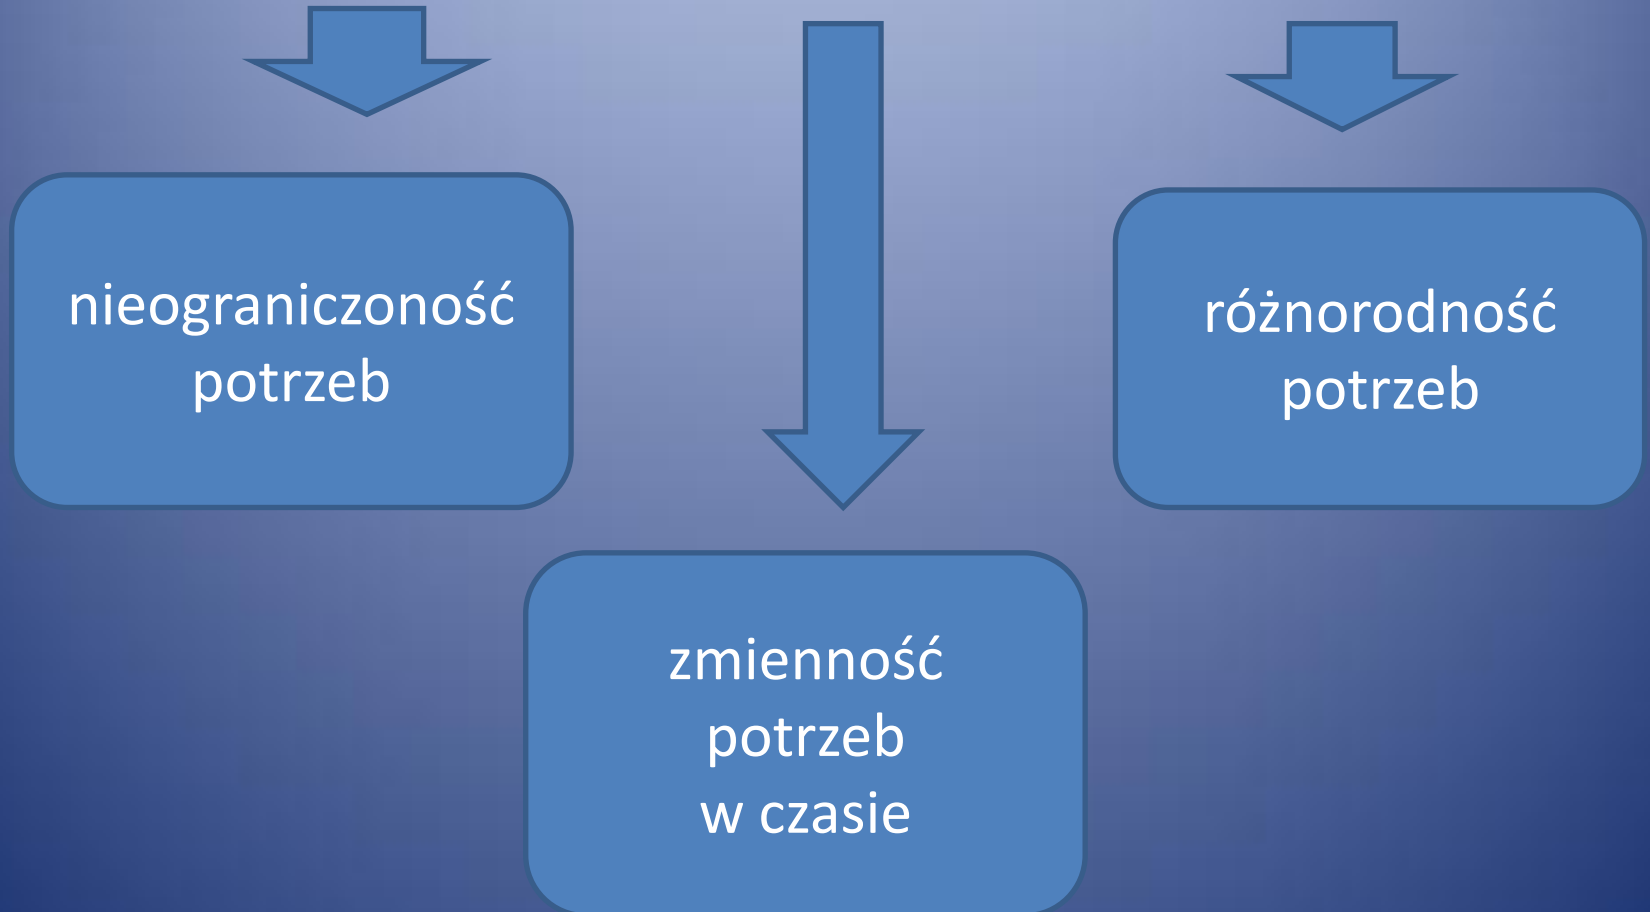 nieograniczoność
potrzeb
różnorodność
potrzeb
zmienność
potrzeb
w czasie